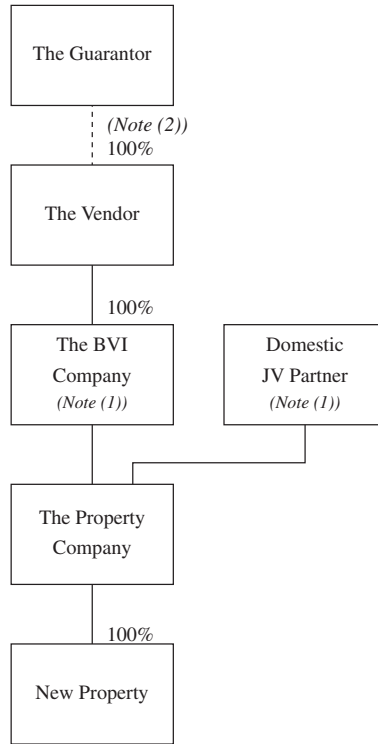 The Guarantor
(Note (2))
100%
The Vendor
100%
The BVI
Company
(Note (1))
Domestic
JV Partner
(Note (1))
The Property
Company
100%
New Property